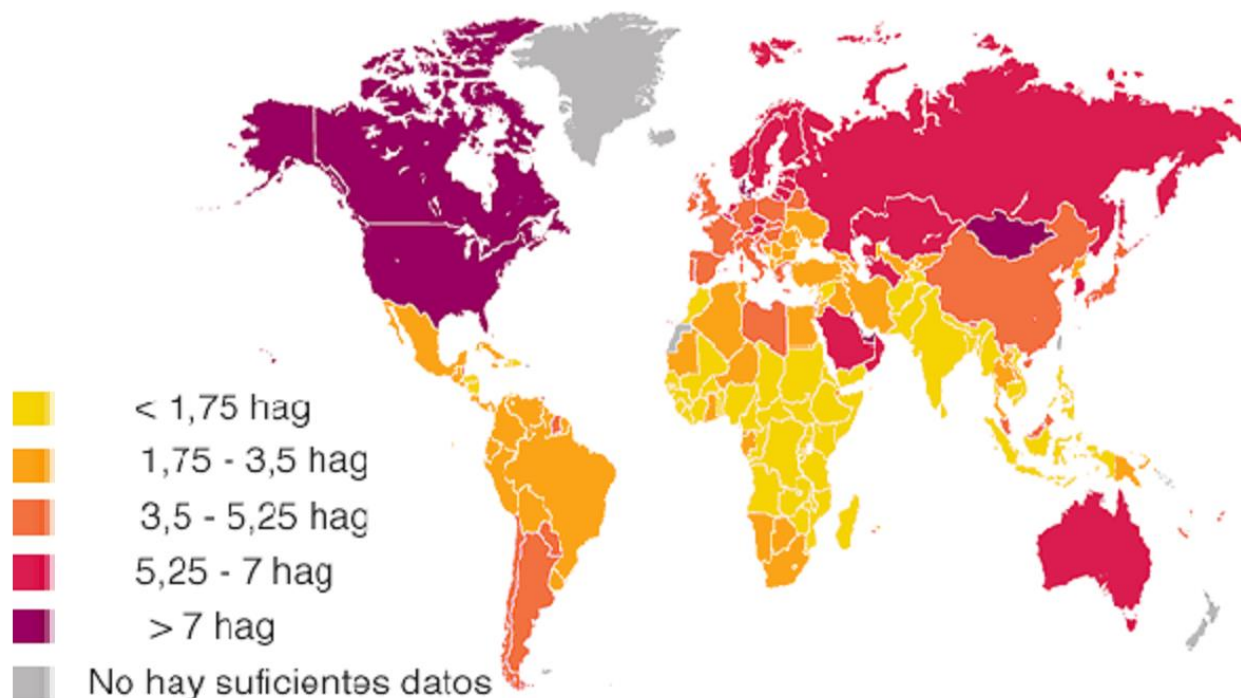 < 1,75 hag
1,75 - 3,5 hag
3,5 - 5,25 hag
5,25 - 7 hag
> 7 hag
No hay suficientes datos